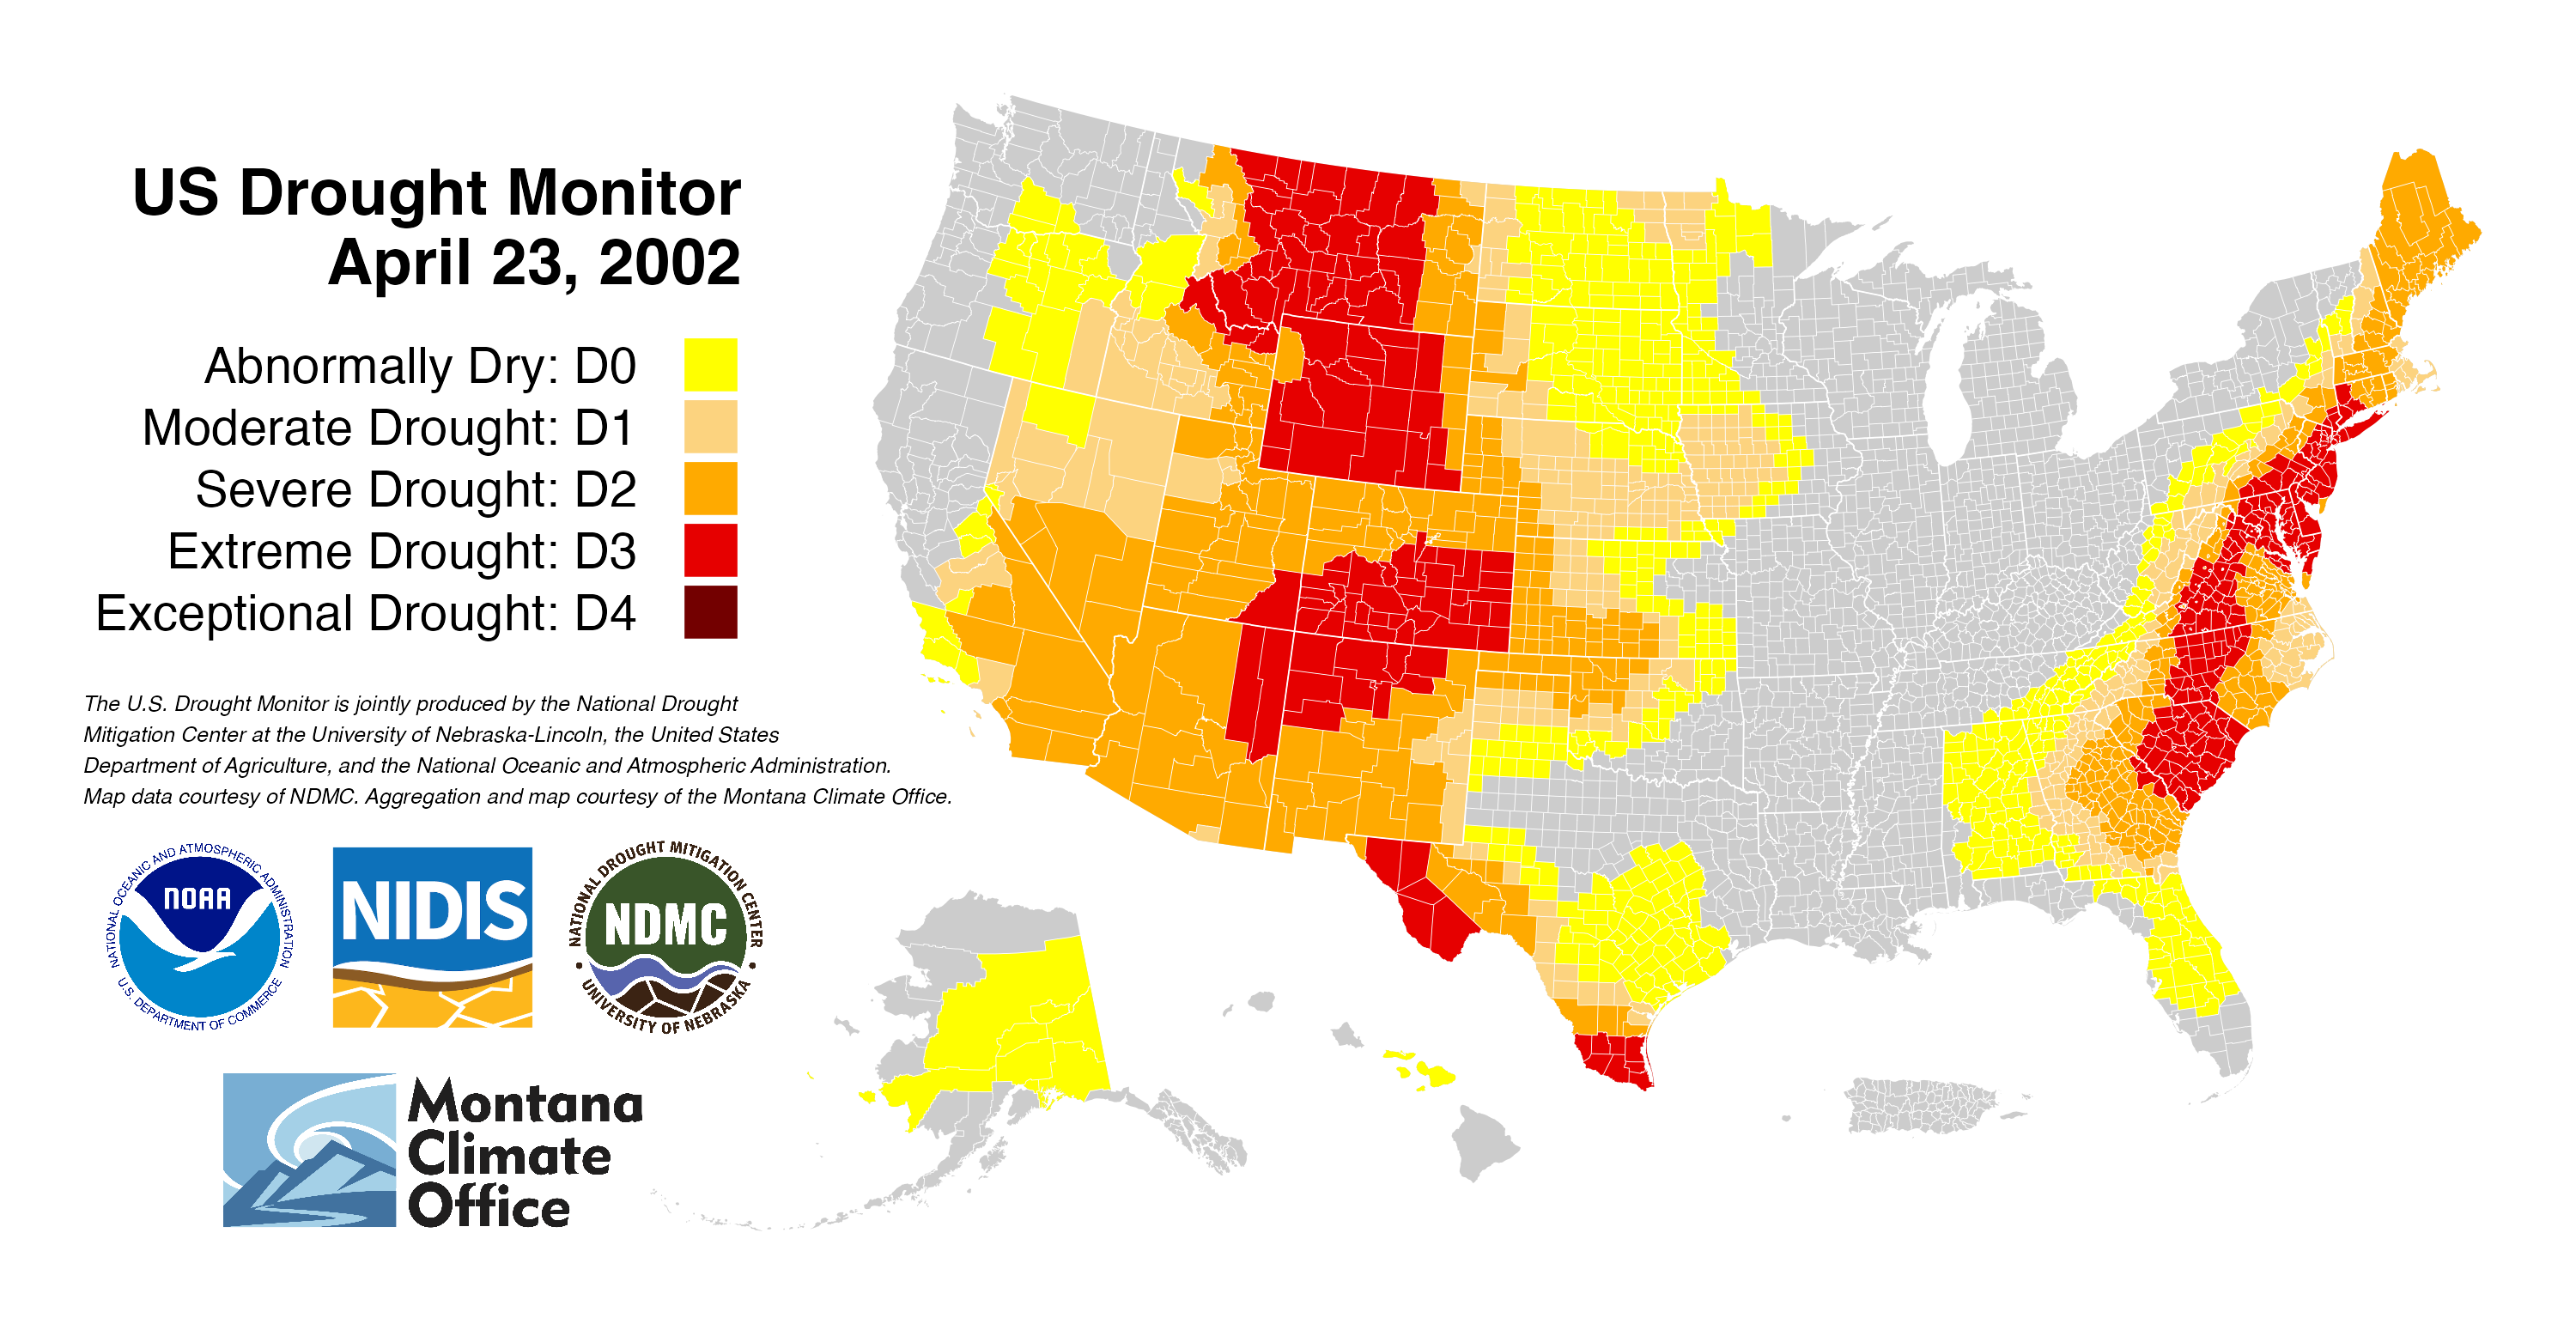 US Drought Monitor
April 23, 2002
Abnormally Dry: D0
Moderate Drought: D1
Severe Drought: D2
Extreme Drought: D3
Exceptional Drought: D4
The U.S. Drought Monitor is jointly produced by the National Drought
Mitigation Center at the University of Nebraska-Lincoln, the United States
Department of Agriculture, and the National Oceanic and Atmospheric Administration.
Map data courtesy of NDMC. Aggregation and map courtesy of the Montana Climate Office.
NATIONAL OCEANIC AND ATMOSPHERIC ADMINISTRATION
NOAA
U.S. DEPARTMENT OF COMMERCE
NIDIS
NATIONAL DROUGHT MITIGATION CENTER
NDMC
UNIVERSITY OF NEBRASKA
Montana
Climate
Office